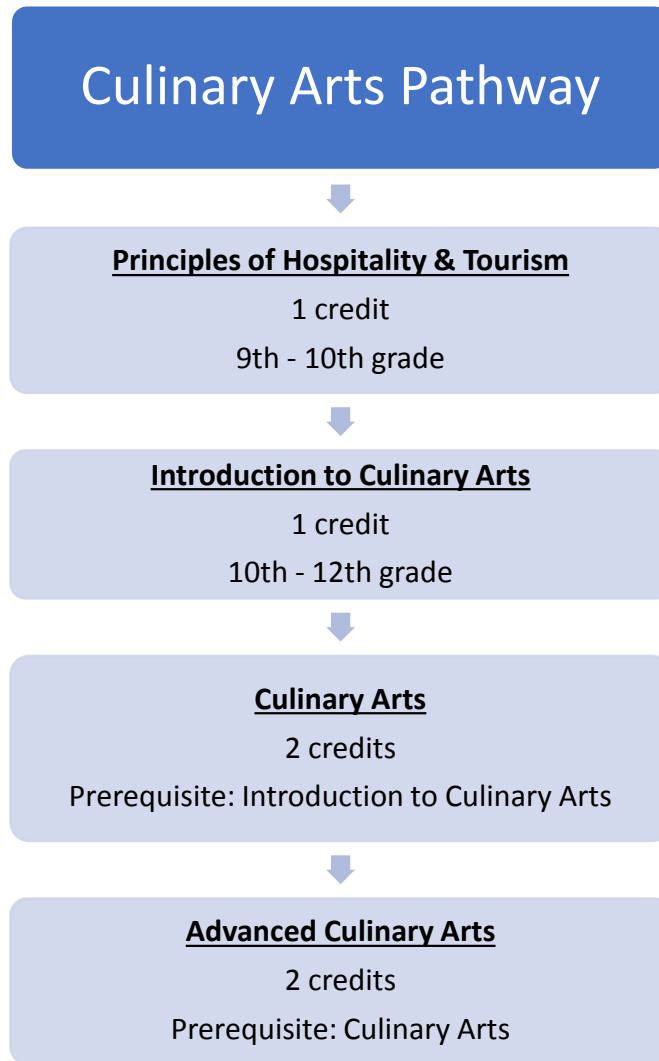 Culinary Arts Pathway
Principles of Hospitality & Tourism
1 credit
9th - 10th grade
Introduction to Culinary Arts
1 credit
10th - 12th grade
Culinary Arts
2 credits
Prerequisite: Introduction to Culinary Arts
Advanced Culinary Arts
2 credits
Prerequisite: Culinary Arts